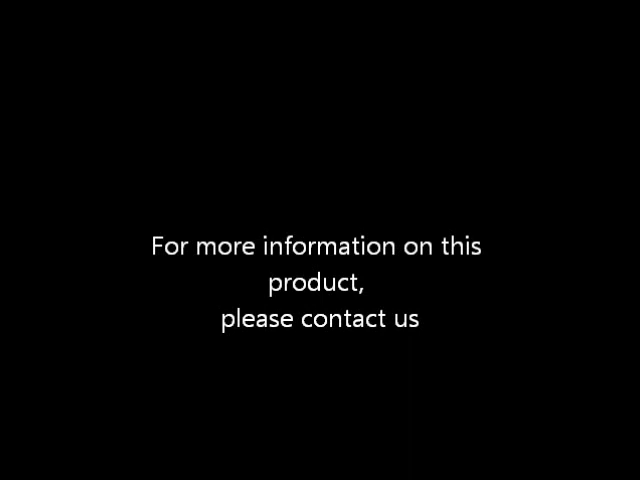 For more information on this
product,
please contact us